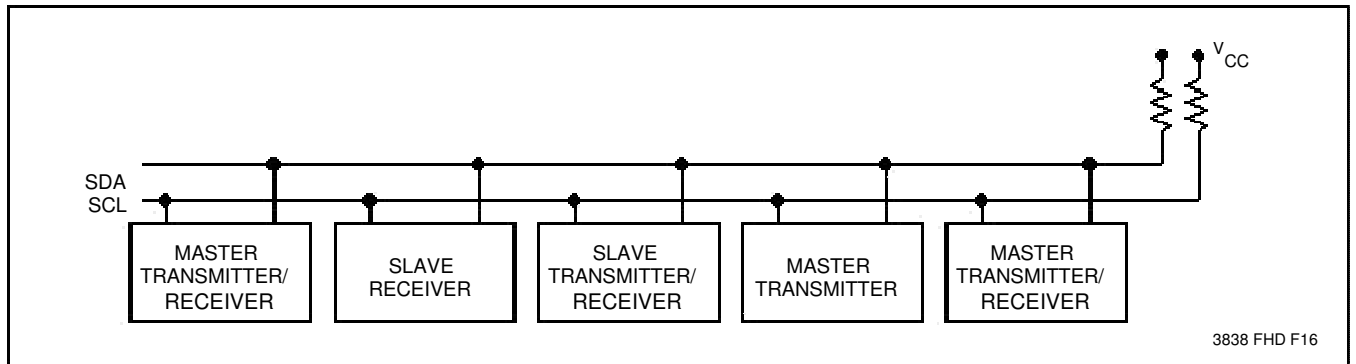 V CC
SDA
SCL
MASTER
TRANSMITTER/
RECEIVER
SLAVE
RECEIVER
SLAVE
TRANSMITTER/
RECEIVER
MASTER
TRANSMITTER
MASTER
TRANSMITTER/
RECEIVER
3838 FHD F16